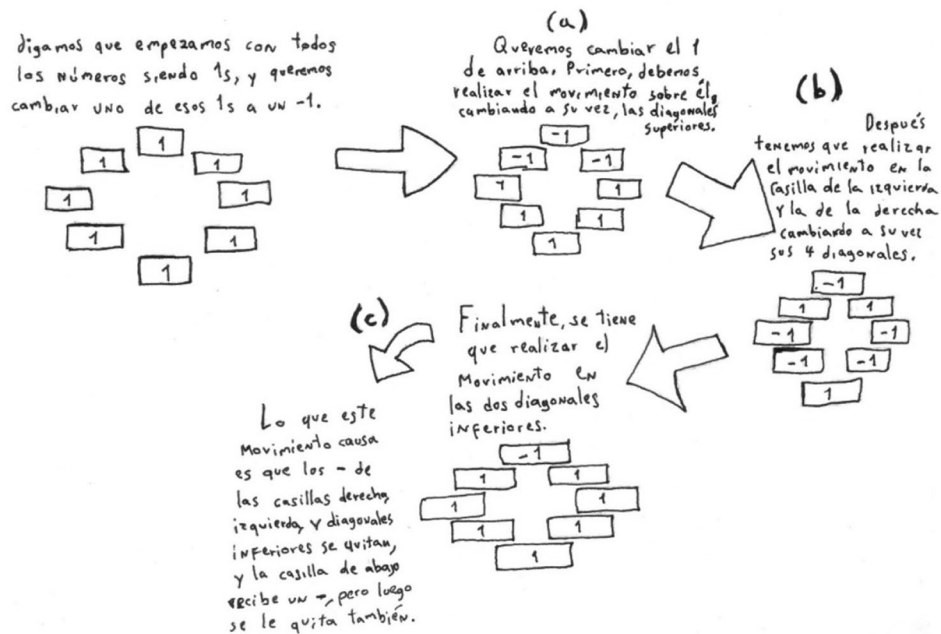 digamos que empezamos con todos
los números siendo 1s, y queremos
cambiar uno de esos 1s a un -1.
1
1 1
1 1
1 1
1
(a)
Queremos cambiar el 1
de arriba. Primero, debemos
realizar el movimiento sobre él,
cambiando a su vez, las diagonales
superiores.
-1
-1 -1
1 1
1 1
1
(b)
Después
tenemos que realizar
el movimiento en la
casilla de la izquierda
y la de la derecha
cambiando a su vez
sus 4 diagonales.
-1
1 1
-1 -1
-1 -1
1
Finalmente, se tiene
que realizar el
movimiento en
las dos diagonales
inferiores.
-1
1 1
1 1
1 1
1
(c)
Lo que este
movimiento causa
es que los - de
las casillas derecha,
izquierda, y diagonales
inferiores se quitan,
y la casilla de abajo
recibe un -, pero luego
se le quita también.